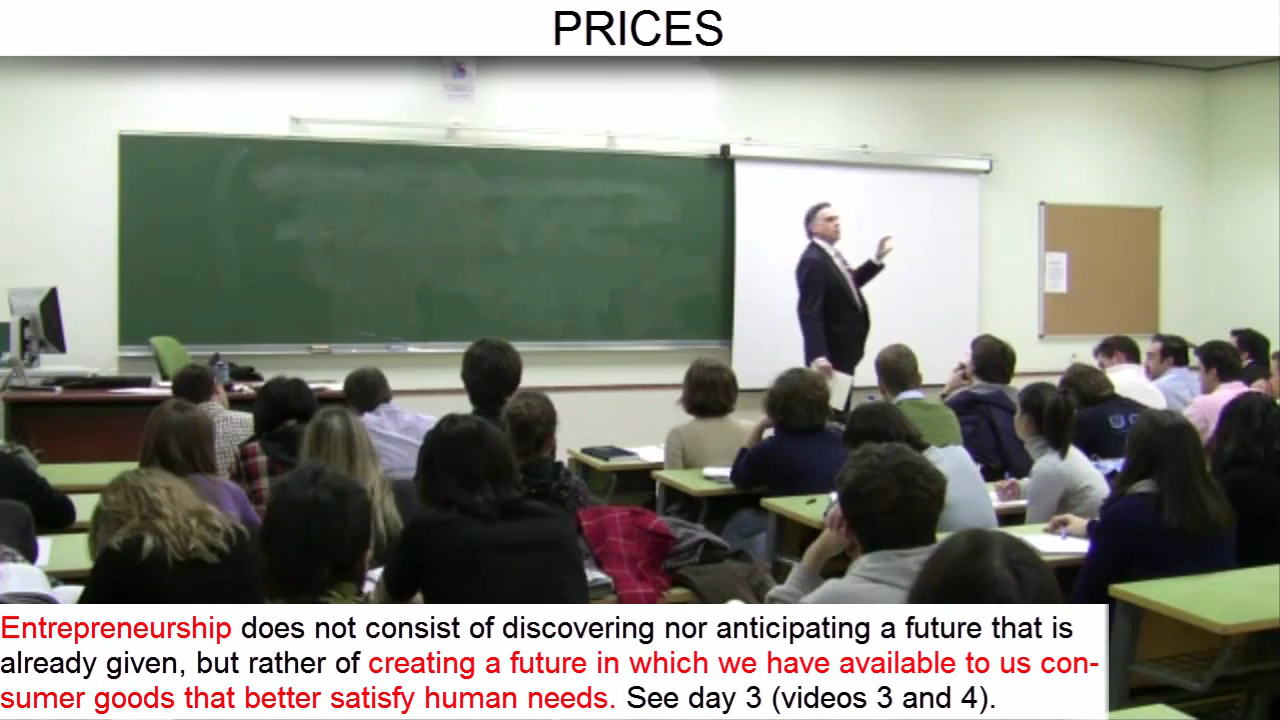 PRICES
Entrepreneurship does not consist of discovering nor anticipating a future that is
already given, but rather of creating a future in which we have available to us con-
sumer goods that better satisfy human needs. See day 3 (videos 3 and 4).